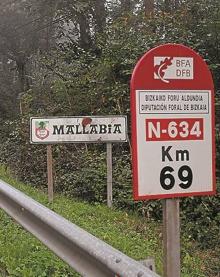 BFA
DFB
BIZKAIKO FORU ALDUNDIA
DIPUTACIÓN FORAL DE BIZKAIA
N-634
Km
69
MALLABIA